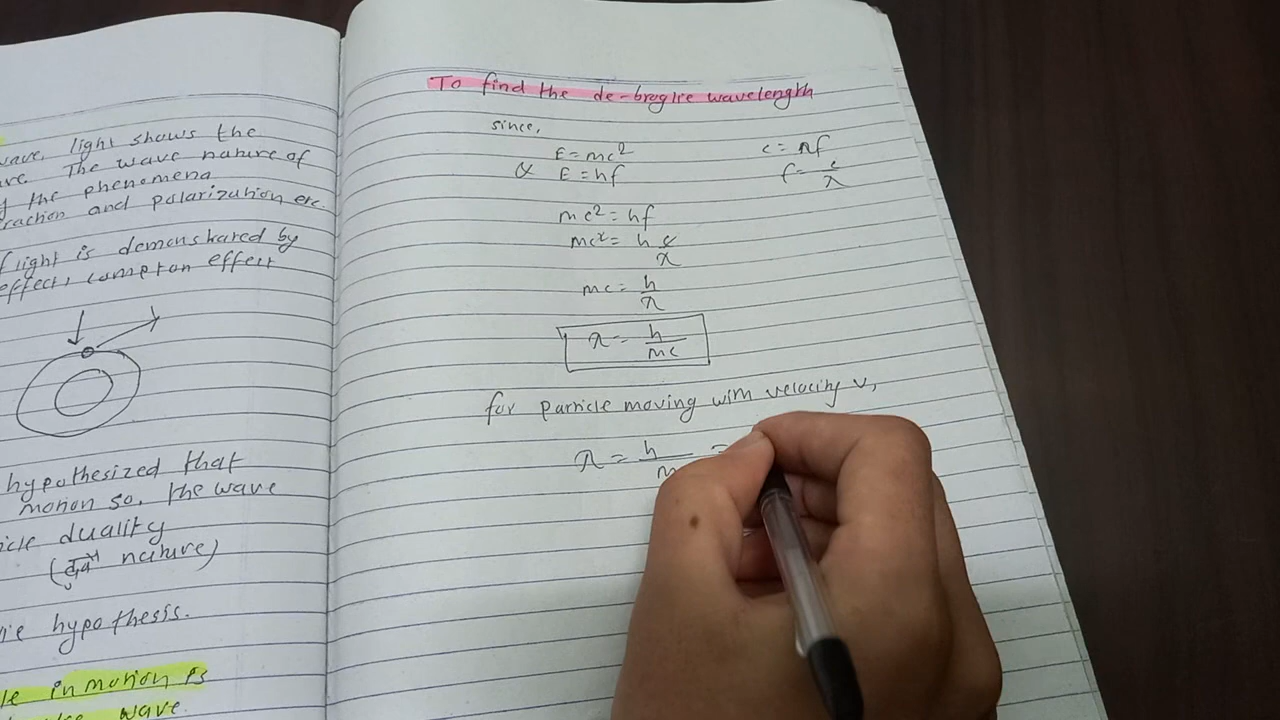 wave, light shows the
The wave nature of
the phenomena
and polarization etc.
light is demonstrated by
effect, compton effect
hypothesized that
motion so, the wave
duality
nature)
hypothesis.
in motion is
wave.
To find the de-broglie wavelength
since,
E = mc² c = λf
& E = hf f = c/λ
mc² = hf
mc² = h c/λ
mc = h/λ
λ = h/mc
for particle moving with velocity v,
λ = h/m =